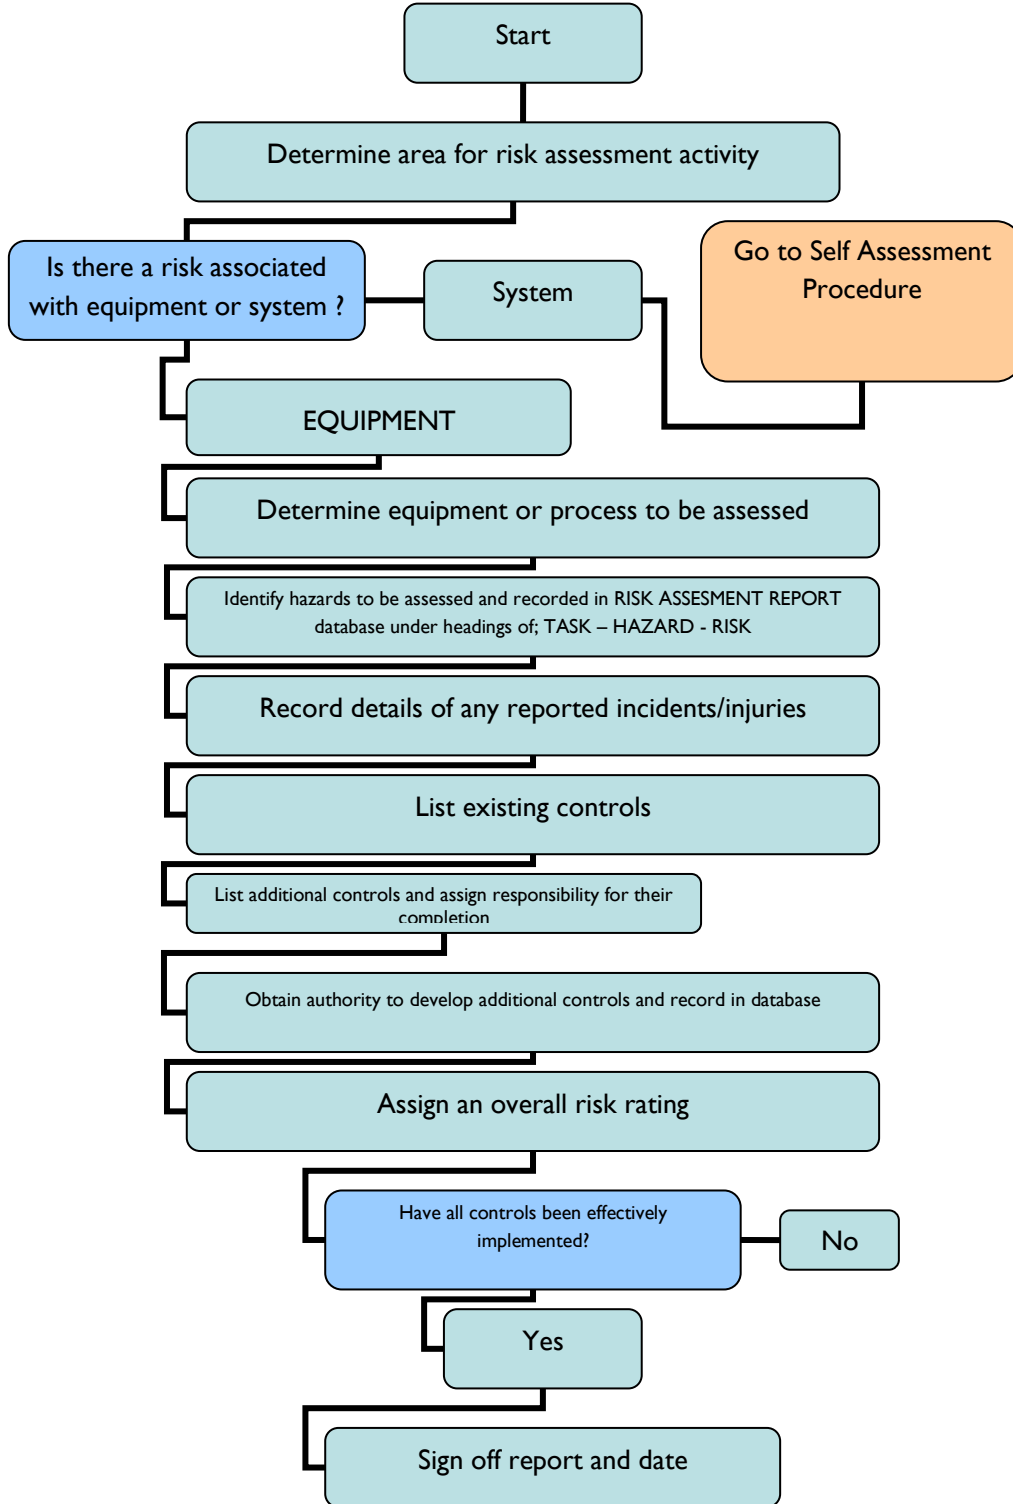 Start
Determine area for risk assessment activity
Is there a risk associated
with equipment or system ?
System
Go to Self Assessment
Procedure
EQUIPMENT
Determine equipment or process to be assessed
Identify hazards to be assessed and recorded in RISK ASSESMENT REPORT
database under headings of; TASK – HAZARD - RISK
Record details of any reported incidents/injuries
List existing controls
List additional controls and assign responsibility for their
completion
Obtain authority to develop additional controls and record in database
Assign an overall risk rating
Have all controls been effectively
implemented?
No
Yes
Sign off report and date